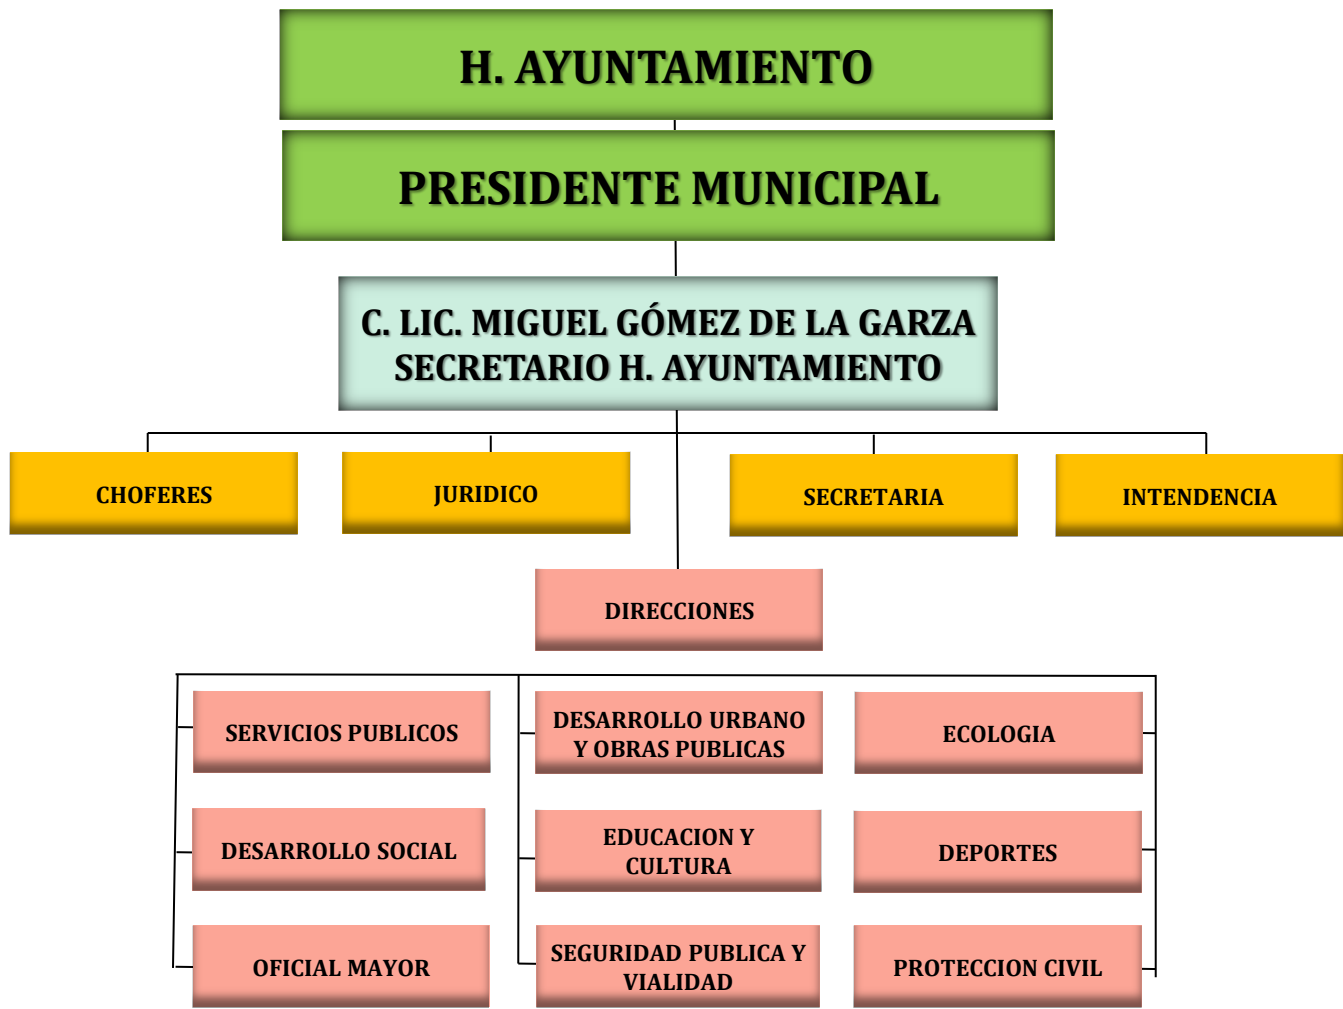 H. AYUNTAMIENTO
PRESIDENTE MUNICIPAL
C. LIC. MIGUEL GÓMEZ DE LA GARZA
SECRETARIO H. AYUNTAMIENTO
CHOFERES
JURIDICO
SECRETARIA
INTENDENCIA
DIRECCIONES
SERVICIOS PUBLICOS
DESARROLLO URBANO
Y OBRAS PUBLICAS
ECOLOGIA
DESARROLLO SOCIAL
EDUCACION Y
CULTURA
DEPORTES
OFICIAL MAYOR
SEGURIDAD PUBLICA Y
VIALIDAD
PROTECCION CIVIL